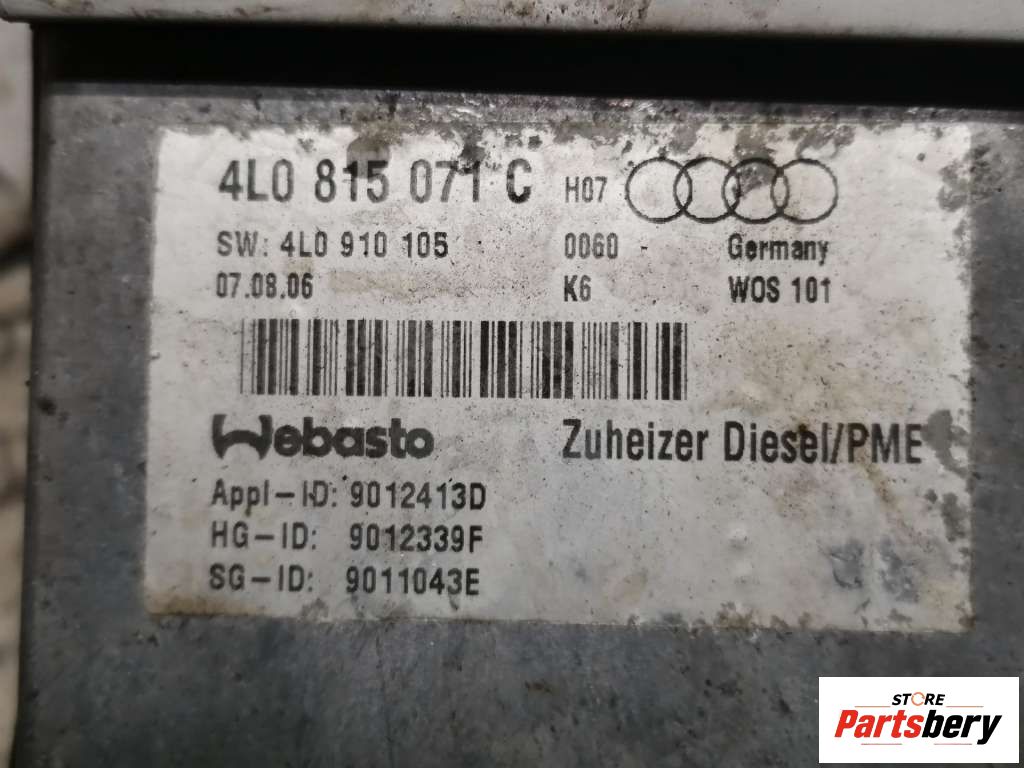 4L0 815 071 C H07
SW: 4L0 910 105 0060 - Germany
07.08.06 K6 WOS 101
Webasto Zuheizer Diesel/PME
Appl-ID: 9012413D
HG-ID: 9012339F
SG-ID: 9011043E
STORE
Partsbery